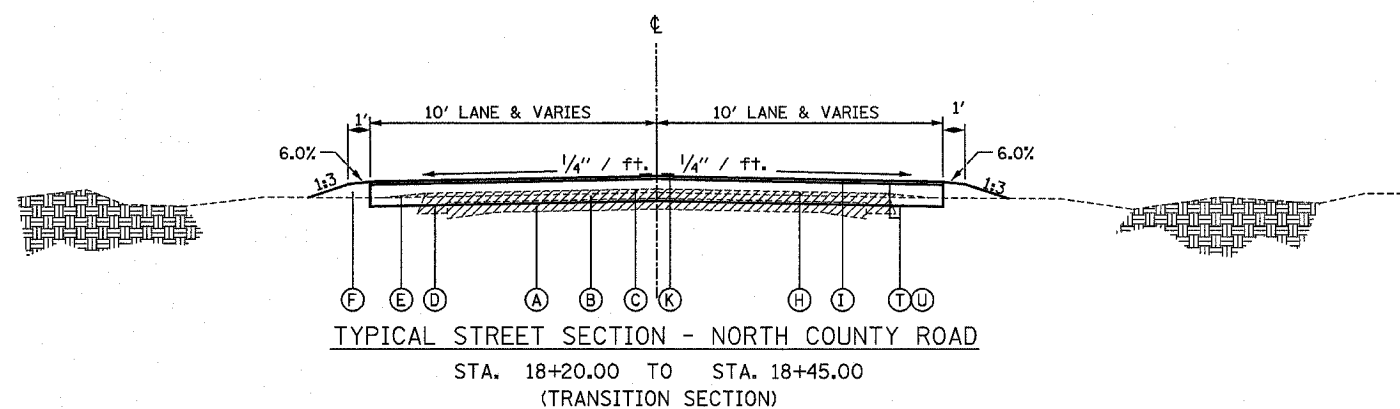 ℄
1' 10' LANE & VARIES 10' LANE & VARIES 1'
6.0% 1/4" / ft. 1/4" / ft. 6.0%
1:3 1:3
F E D A B C K H I T U
TYPICAL STREET SECTION - NORTH COUNTY ROAD
STA. 18+20.00 TO STA. 18+45.00
(TRANSITION SECTION)